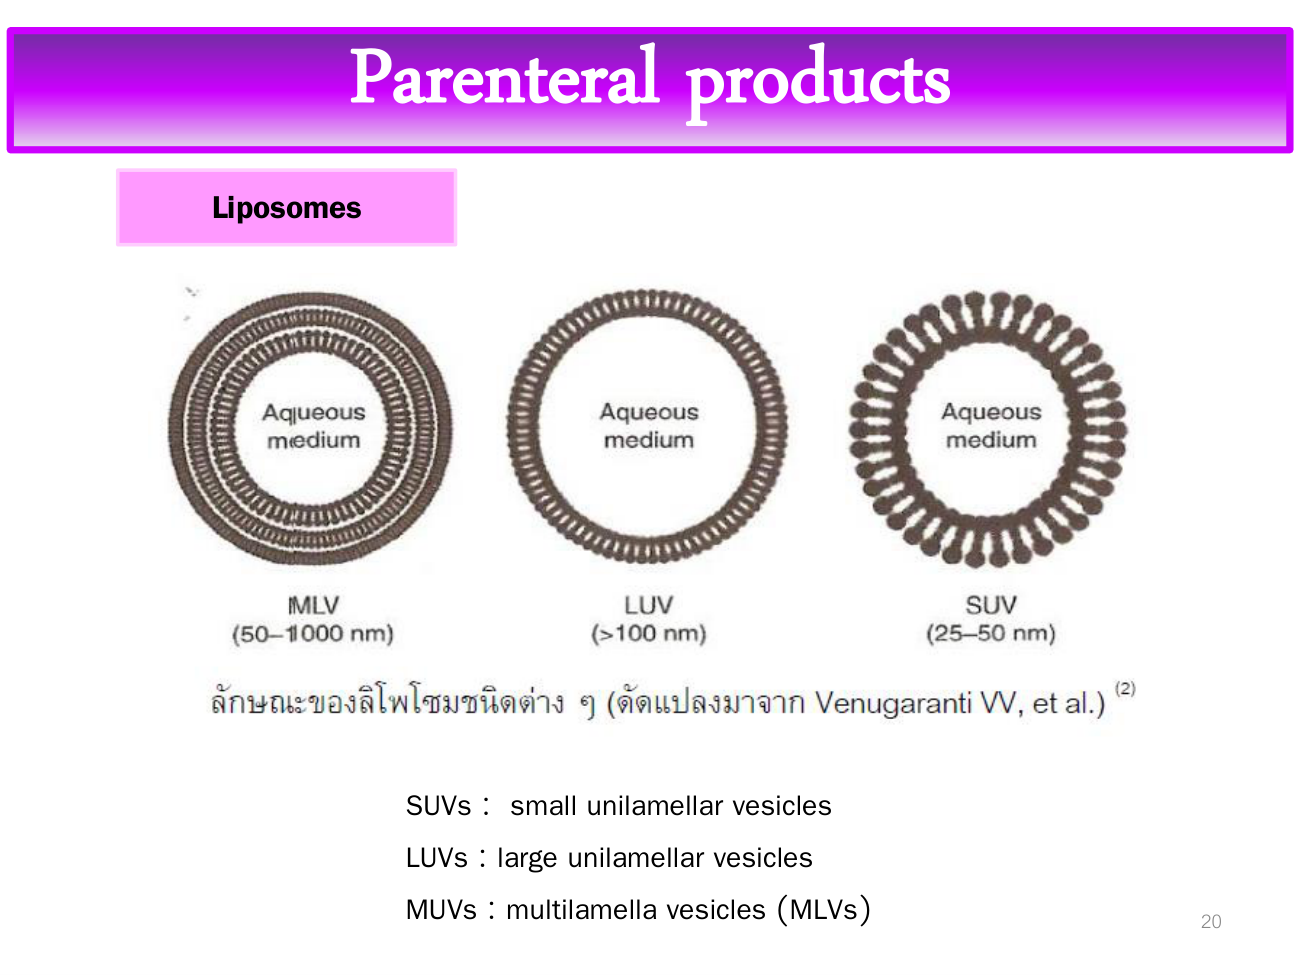 Parenteral products
Liposomes
Aqueous
medium
Aqueous
medium
Aqueous
medium
MLV
(50–1000 nm)
LUV
(>100 nm)
SUV
(25–50 nm)
ลักษณะของลิโพโซมชนิดต่าง ๆ (ดัดแปลงมาจาก Venugaranti VV, et al.) (2)
SUVs : small unilamellar vesicles
LUVs : large unilamellar vesicles
MUVs : multilamella vesicles (MLVs)
20